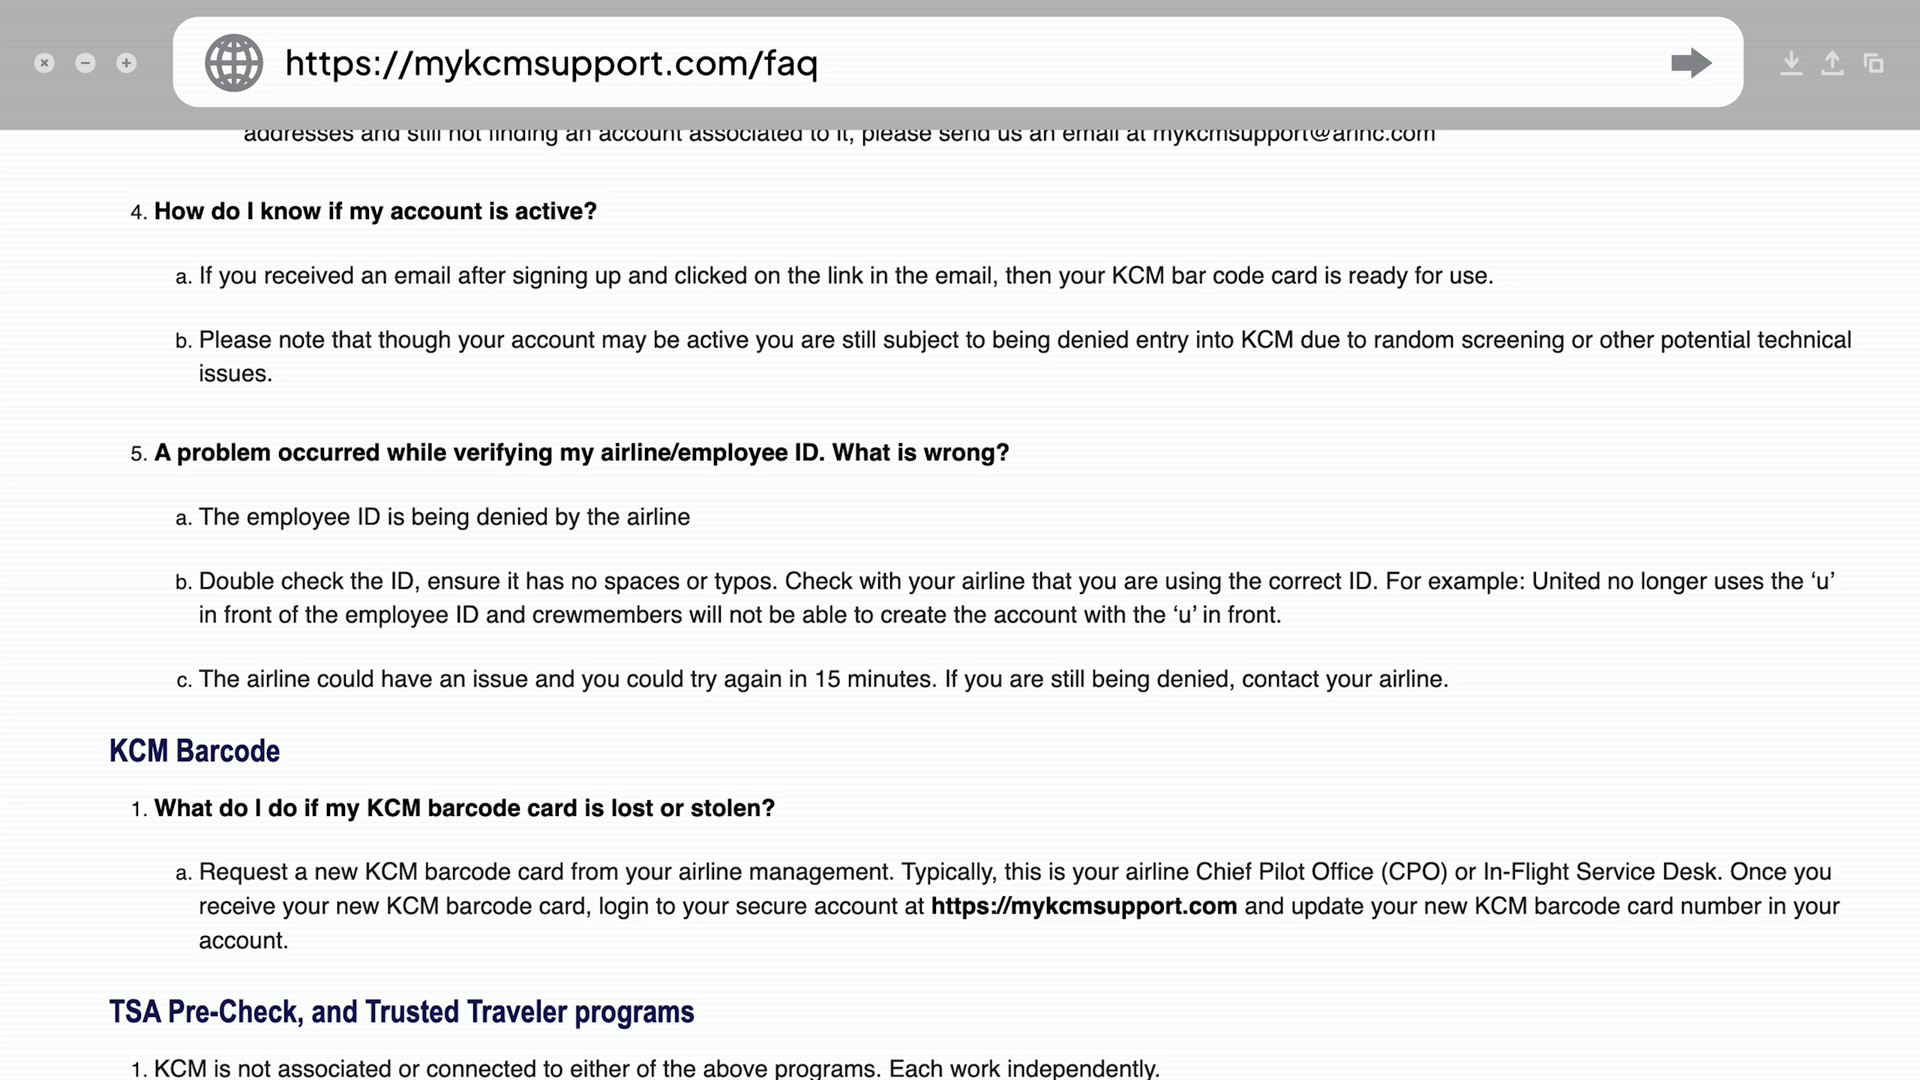 https://mykcmsupport.com/faq
addresses and still not finding an account associated to it, please send us an email at mykcmsupport@arinc.com
4. How do I know if my account is active?
a. If you received an email after signing up and clicked on the link in the email, then your KCM bar code card is ready for use.
b. Please note that though your account may be active you are still subject to being denied entry into KCM due to random screening or other potential technical
issues.
5. A problem occurred while verifying my airline/employee ID. What is wrong?
a. The employee ID is being denied by the airline
b. Double check the ID, ensure it has no spaces or typos. Check with your airline that you are using the correct ID. For example: United no longer uses the ‘u’
in front of the employee ID and crewmembers will not be able to create the account with the ‘u’ in front.
c. The airline could have an issue and you could try again in 15 minutes. If you are still being denied, contact your airline.
KCM Barcode
1. What do I do if my KCM barcode card is lost or stolen?
a. Request a new KCM barcode card from your airline management. Typically, this is your airline Chief Pilot Office (CPO) or In-Flight Service Desk. Once you
receive your new KCM barcode card, login to your secure account at https://mykcmsupport.com and update your new KCM barcode card number in your
account.
TSA Pre-Check, and Trusted Traveler programs
1. KCM is not associated or connected to either of the above programs. Each work independently.